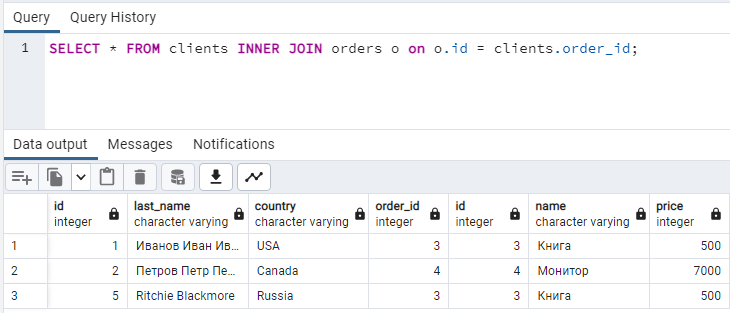 Query Query History
1 SELECT * FROM clients INNER JOIN orders o on o.id = clients.order_id;
Data output Messages Notifications
id last_name country order_id id name price
integer character varying character varying integer integer character varying integer
1 1 Иванов Иван Ив... USA 3 3 Книга 500
2 2 Петров Петр Пе... Canada 4 4 Монитор 7000
3 5 Ritchie Blackmore Russia 3 3 Книга 500